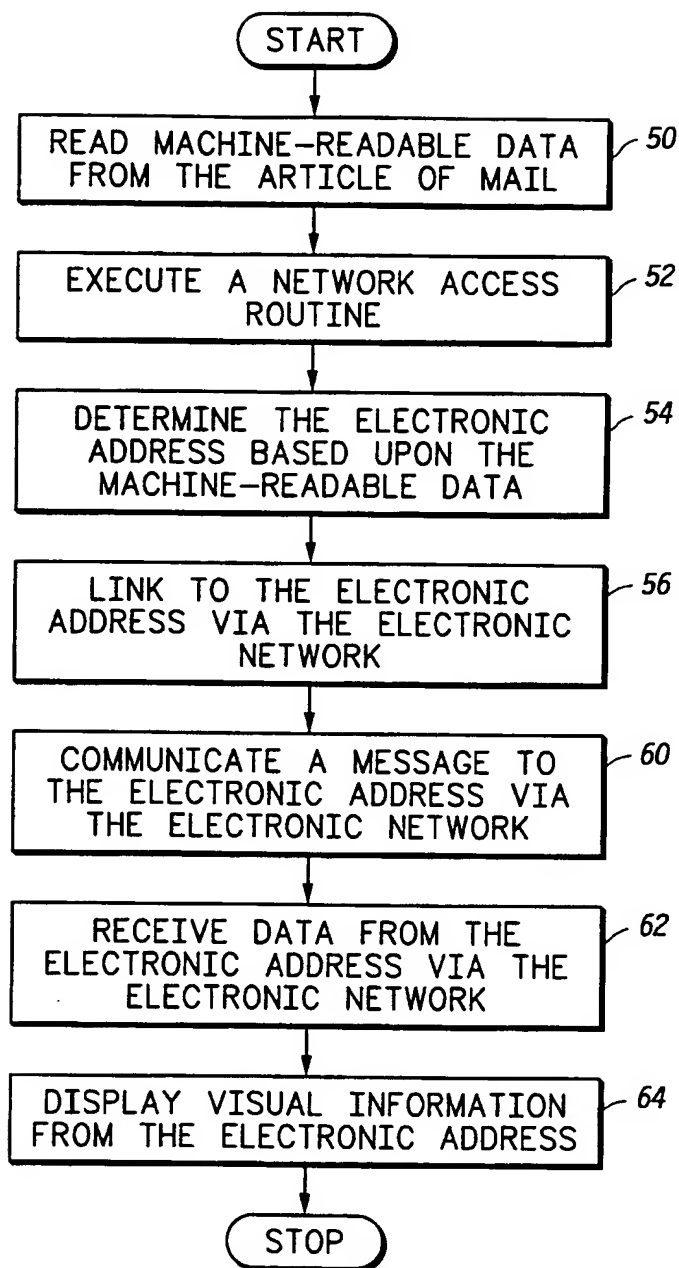 START
READ MACHINE-READABLE DATA
FROM THE ARTICLE OF MAIL
50
EXECUTE A NETWORK ACCESS
ROUTINE
52
DETERMINE THE ELECTRONIC
ADDRESS BASED UPON THE
MACHINE-READABLE DATA
54
LINK TO THE ELECTRONIC
ADDRESS VIA THE ELECTRONIC
NETWORK
56
COMMUNICATE A MESSAGE TO
THE ELECTRONIC ADDRESS VIA
THE ELECTRONIC NETWORK
60
RECEIVE DATA FROM THE
ELECTRONIC ADDRESS VIA THE
ELECTRONIC NETWORK
62
DISPLAY VISUAL INFORMATION
FROM THE ELECTRONIC ADDRESS
64
STOP